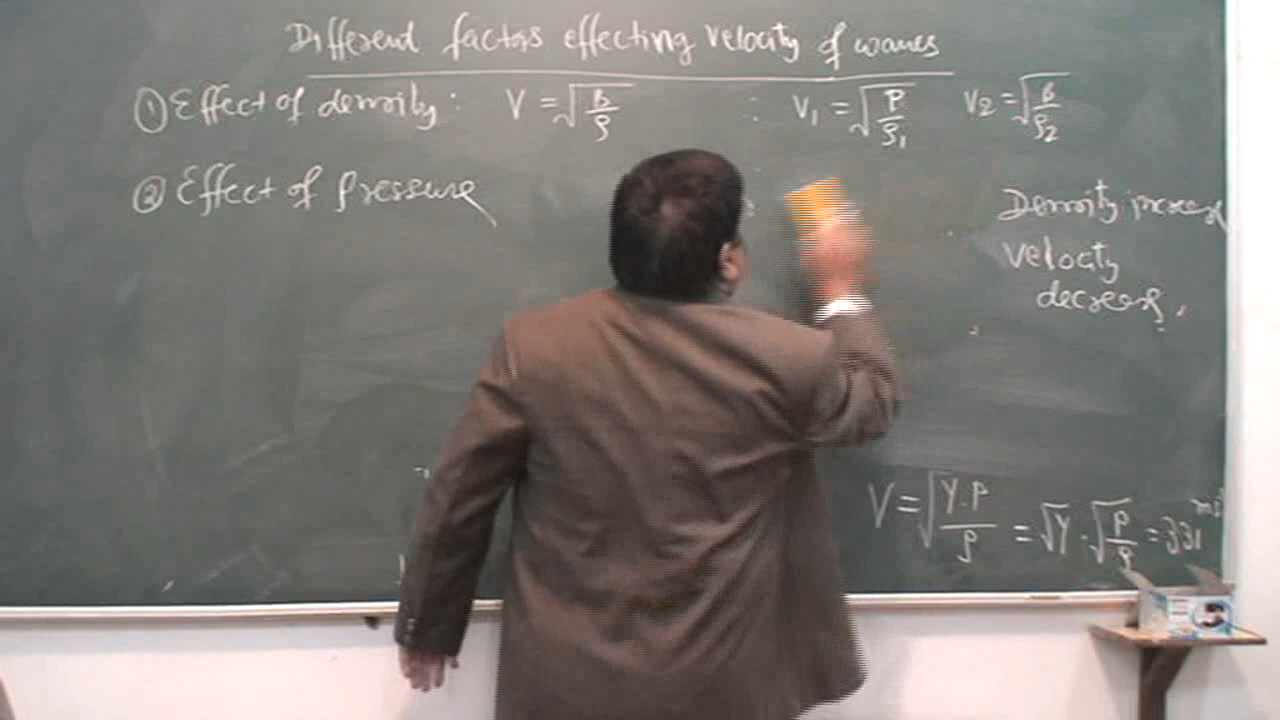 Different factors effecting velocity of waves
① Effect of density : V = √(P/ρ) : V₁ = √(P/ρ₁) V₂ = √(P/ρ₂)
② Effect of pressure
Density increase
velocity
decrease.
V = √(γ.P/ρ) = √γ . √(P/ρ) = 331